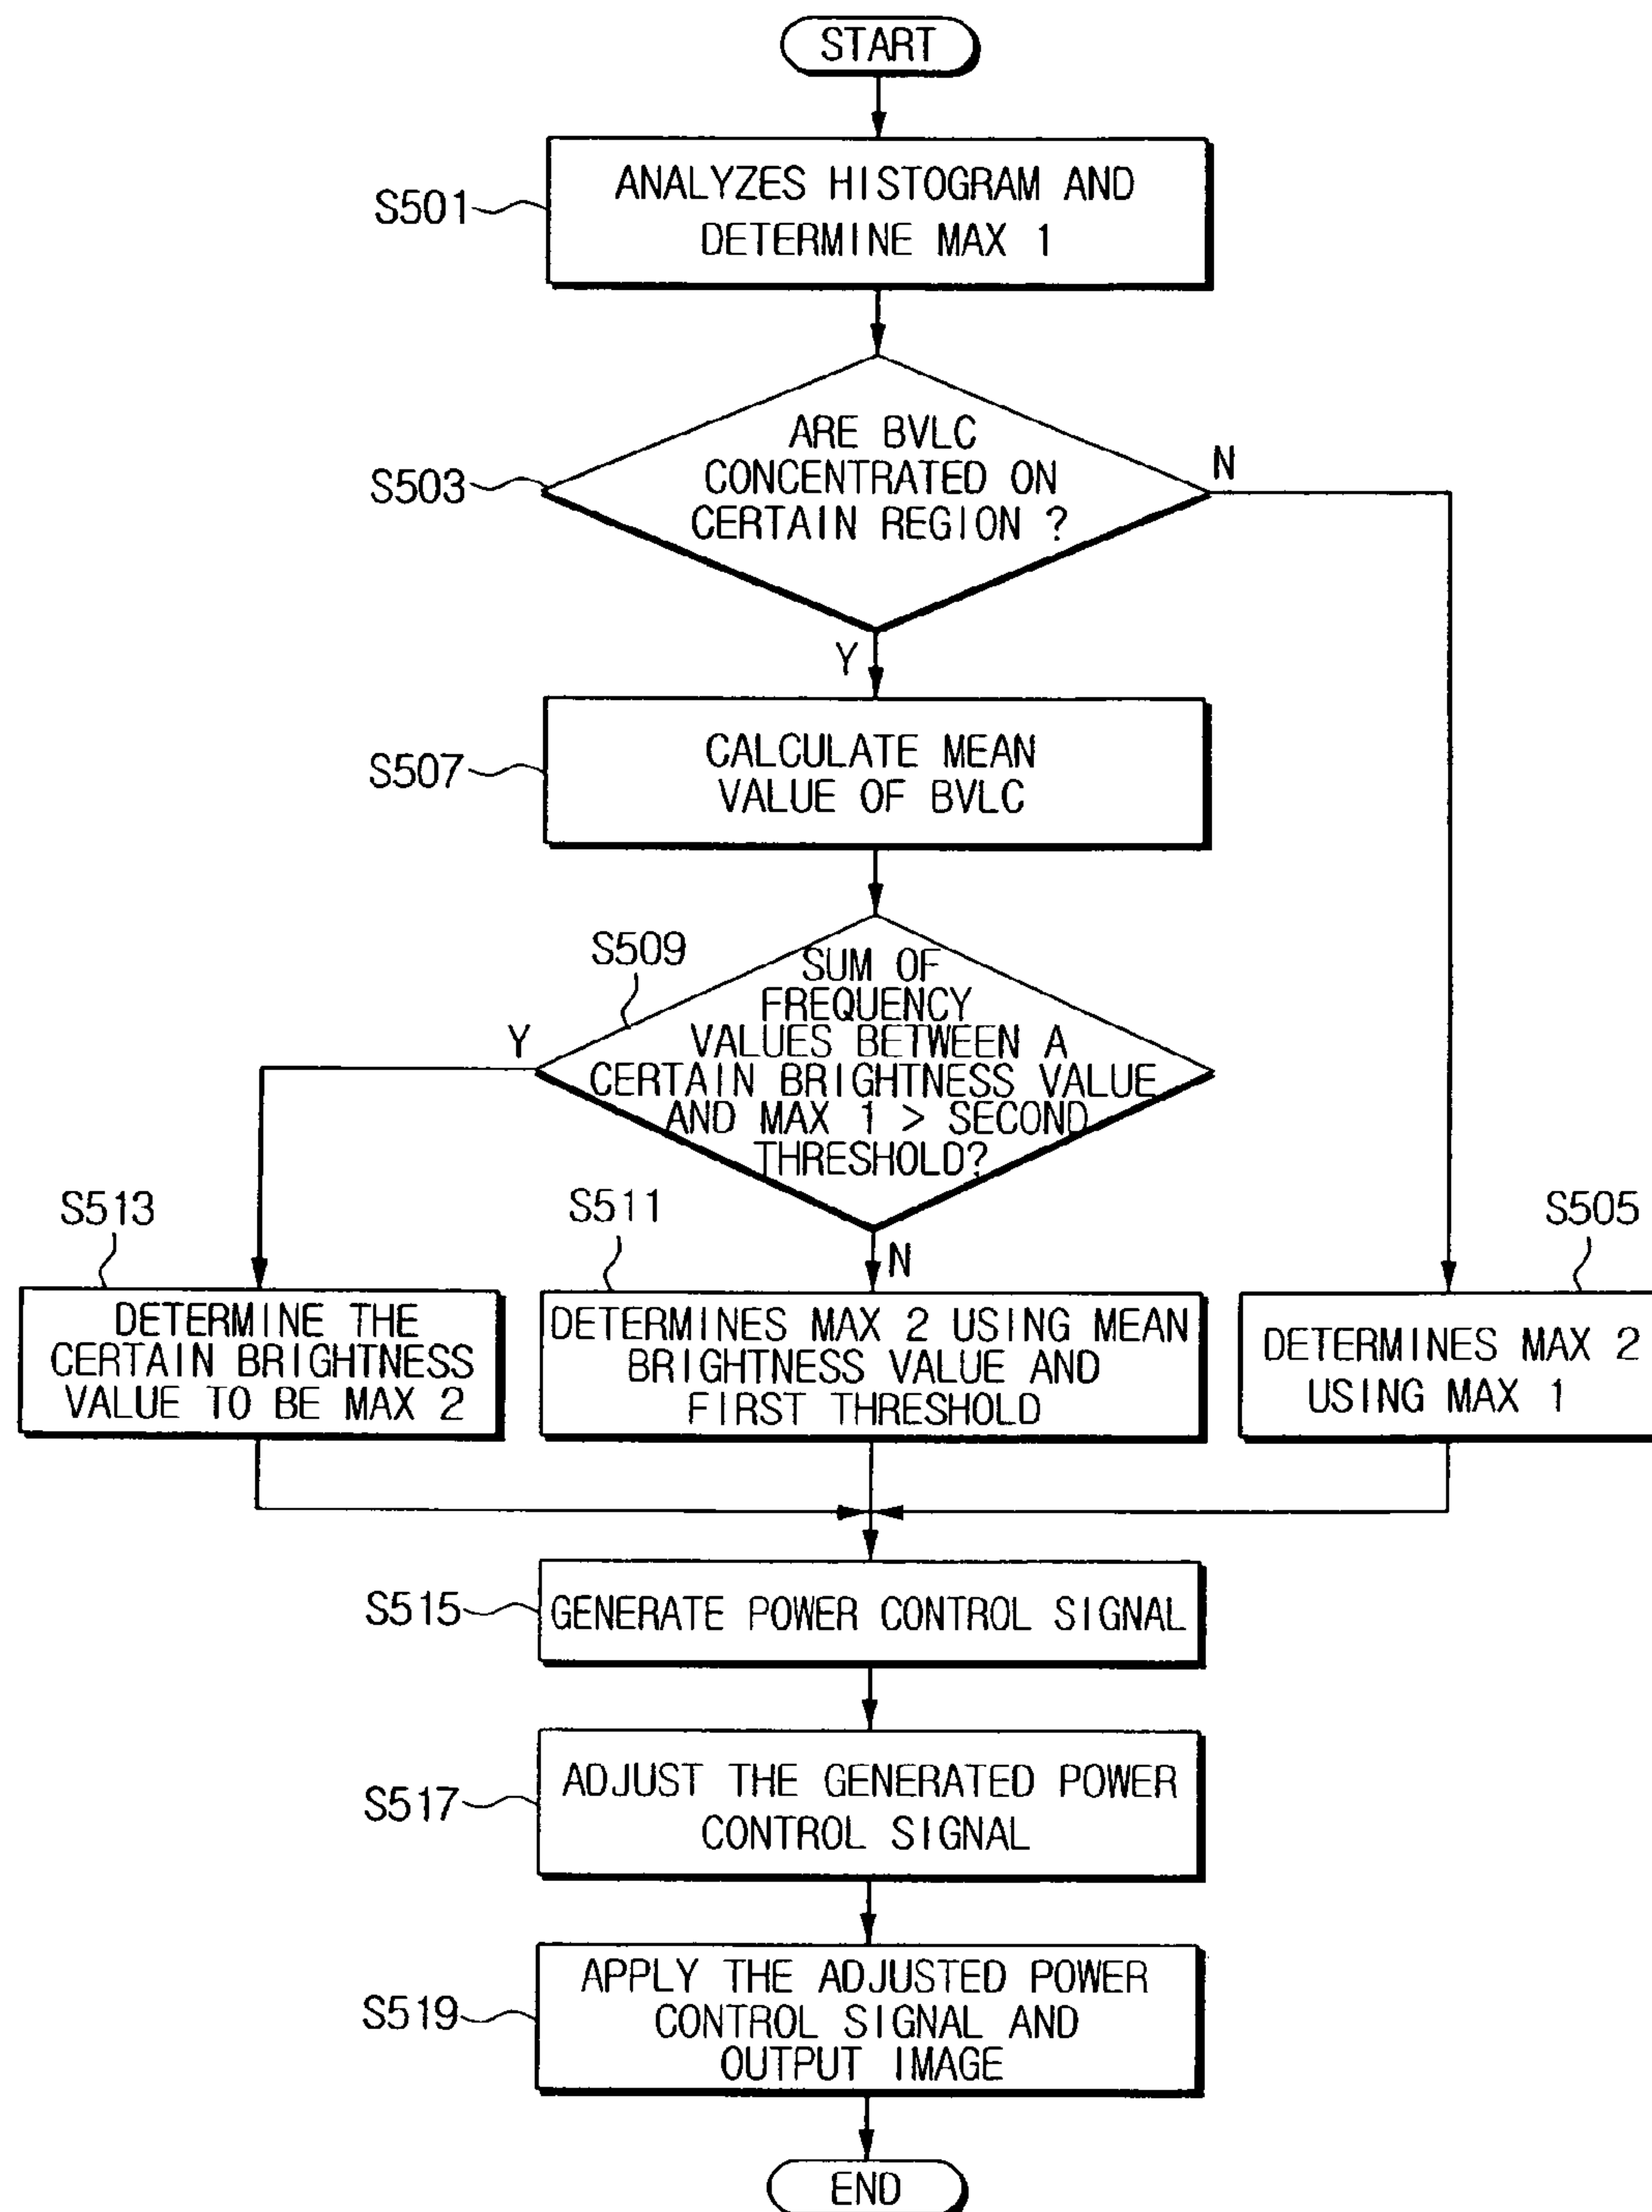 START
S501
ANALYZES HISTOGRAM AND
DETERMINE MAX 1
S503
ARE BVLC
CONCENTRATED ON
CERTAIN REGION ?
N
Y
S507
CALCULATE MEAN
VALUE OF BVLC
S509
SUM OF
FREQUENCY
VALUES BETWEEN A
CERTAIN BRIGHTNESS VALUE
AND MAX 1 > SECOND
THRESHOLD?
Y
N
S513
DETERMINE THE
CERTAIN BRIGHTNESS
VALUE TO BE MAX 2
S511
DETERMINES MAX 2 USING MEAN
BRIGHTNESS VALUE AND
FIRST THRESHOLD
S505
DETERMINES MAX 2
USING MAX 1
S515
GENERATE POWER CONTROL SIGNAL
S517
ADJUST THE GENERATED POWER
CONTROL SIGNAL
S519
APPLY THE ADJUSTED POWER
CONTROL SIGNAL AND
OUTPUT IMAGE
END